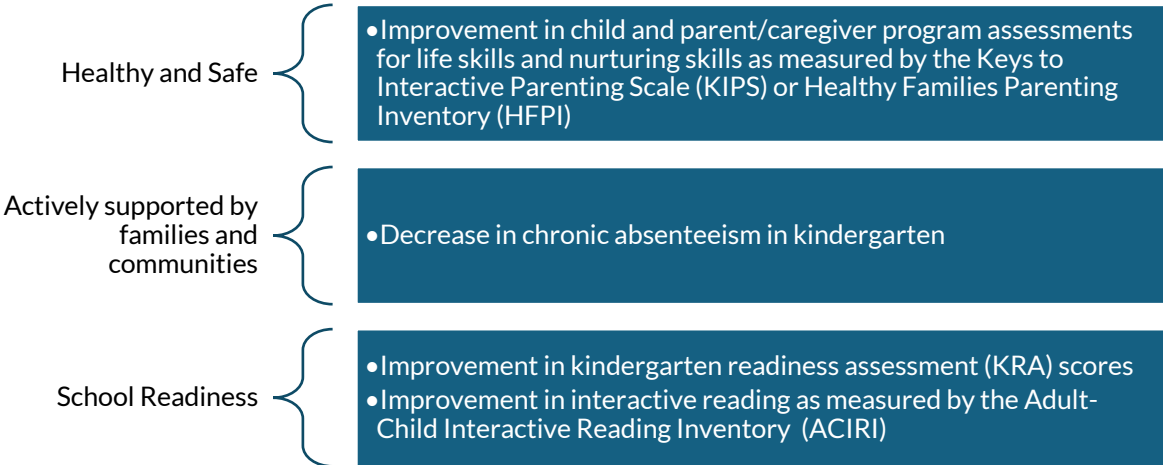 Healthy and Safe
•Improvement in child and parent/caregiver program assessments
for life skills and nurturing skills as measured by the Keys to
Interactive Parenting Scale (KIPS) or Healthy Families Parenting
Inventory (HFPI)
Actively supported by
families and
communities
•Decrease in chronic absenteeism in kindergarten
School Readiness
•Improvement in kindergarten readiness assessment (KRA) scores
•Improvement in interactive reading as measured by the Adult-
Child Interactive Reading Inventory (ACIRI)